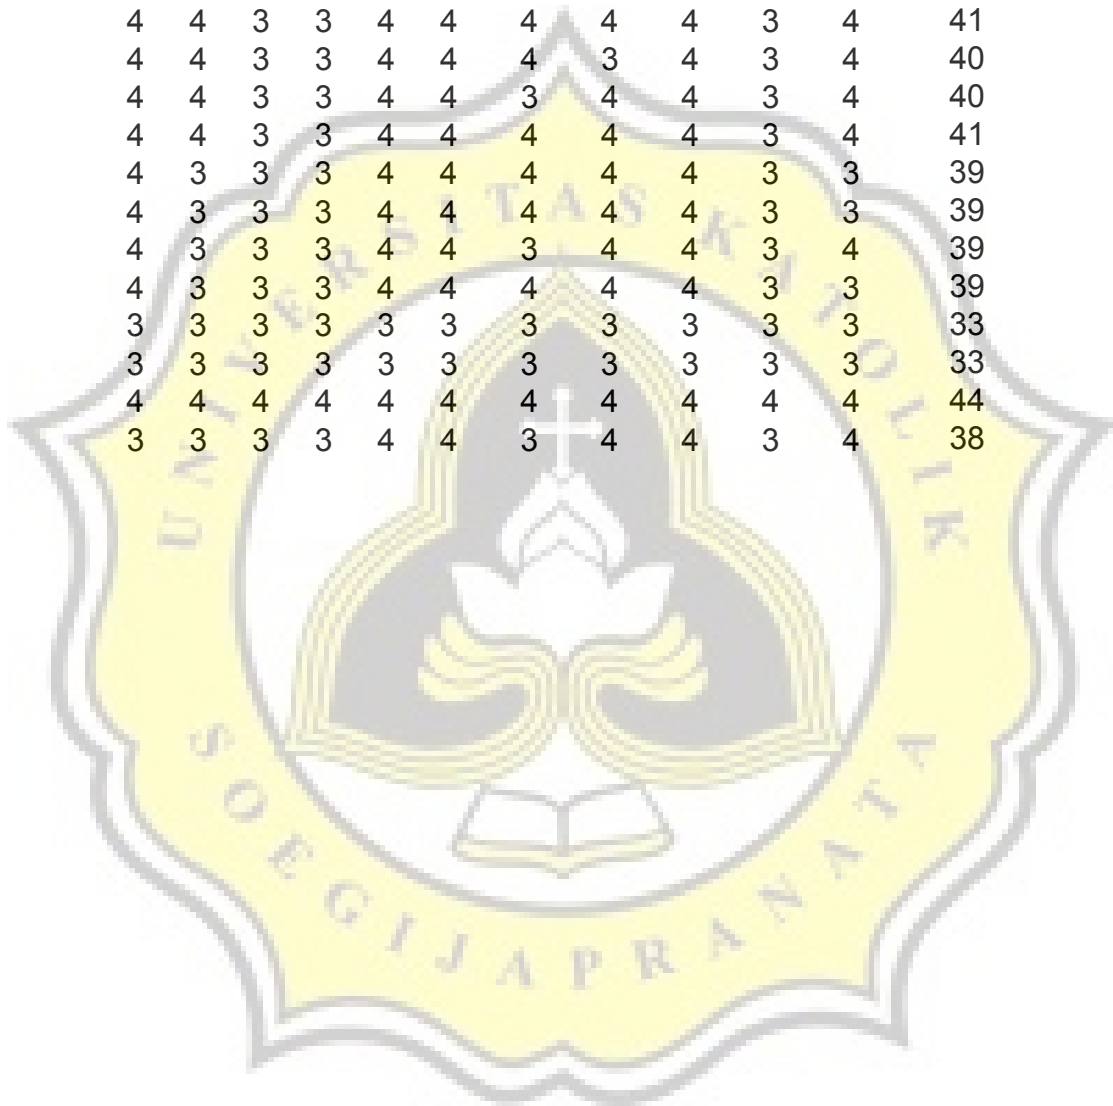 4 4 3 3 4 4 4 4 4 3 4 41
4 4 3 3 4 4 4 3 4 3 4 40
4 4 3 3 4 4 3 4 4 3 4 40
4 4 3 3 4 4 4 4 4 3 4 41
4 3 3 3 4 4 4 4 4 3 3 39
4 3 3 3 4 4 4 4 4 3 3 39
4 3 3 3 4 4 3 4 4 3 4 39
4 3 3 3 4 4 4 4 4 3 3 39
3 3 3 3 3 3 3 3 3 3 3 33
3 3 3 3 3 3 3 3 3 3 3 33
4 4 4 4 4 4 4 4 4 4 4 44
3 3 3 3 4 4 3 4 4 3 4 38
UNIVERSITAS KATOLIK
SOEGIJAPRANATA